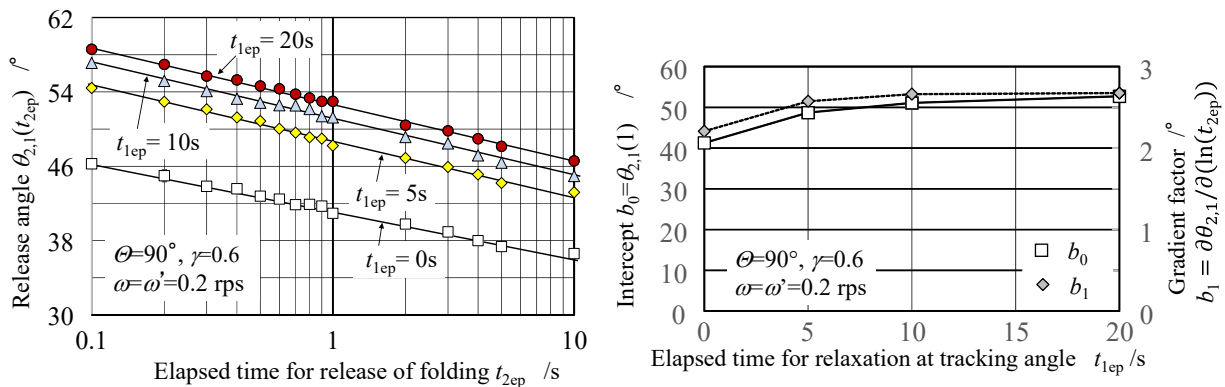 62
54
46
38
30
0.1
1
10
Release angle θ2,1(t2ep) /°
Elapsed time for release of folding t2ep /s
t1ep= 20s
t1ep= 10s
t1ep= 5s
t1ep= 0s
Θ=90°, γ=0.6
ω=ω'=0.2 rps
60
50
40
30
20
10
0
Intercept b0=θ2,1(1) /°
3
2
1
0
Gradient factor /°
b1 = ∂θ2,1/∂(ln(t2ep))
0
5
10
15
20
Elapsed time for relaxation at tracking angle t1ep /s
Θ=90°, γ=0.6
ω=ω'=0.2 rps
b0
b1